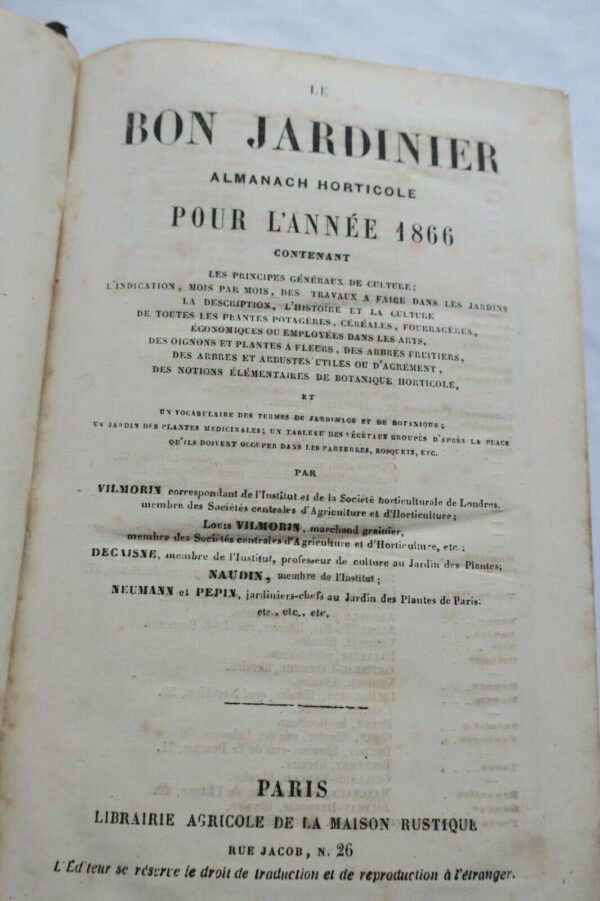 LE
BON JARDINIER
ALMANACH HORTICOLE
POUR L'ANNÉE 1866
CONTENANT
LES PRINCIPES GÉNÉRAUX DE CULTURE;
L'INDICATION, MOIS PAR MOIS, DES TRAVAUX A FAIRE DANS LES JARDINS
LA DESCRIPTION, L'HISTOIRE ET LA CULTURE
DE TOUTES LES PLANTES POTAGÈRES, CÉRÉALES, FOURRAGÈRES,
ÉCONOMIQUES OU EMPLOYÉES DANS LES ARTS,
DES OIGNONS ET PLANTES A FLEURS, DES ARBRES FRUITIERS,
DES ARBRES ET ARBUSTES UTILES OU D'AGRÉMENT,
DES NOTIONS ÉLÉMENTAIRES DE BOTANIQUE HORTICOLE,
ET
UN VOCABULAIRE DES TERMES DE JARDINAGE ET DE BOTANIQUE;
UN JARDIN DES PLANTES MEDICINALES; UN TABLEAU DES VÉGÉTAUX GROUPÉS D'APRÈS LA PLACE
QU'ILS DOIVENT OCCUPER DANS LES PARTERRES, BOSQUETS, ETC.
PAR
VILMORIN, correspondant de l'Institut et de la Société horticulturale de Londres,
membre des Sociétés centrales d'Agriculture et d'Horticulture;
Louis VILMORIN, marchand grainier,
membre des Sociétés centrales d'Agriculture et d'Horticulture, etc.;
DECAISNE, membre de l'Institut, professeur de culture au Jardin des Plantes;
NAUDIN, membre de l'Institut;
NEUMANN et PEPIN, jardiniers-chefs au Jardin des Plantes de Paris;
etc., etc., etc.
PARIS
LIBRAIRIE AGRICOLE DE LA MAISON RUSTIQUE
RUE JACOB, N. 26
L'Éditeur se réserve le droit de traduction et de reproduction à l'étranger.